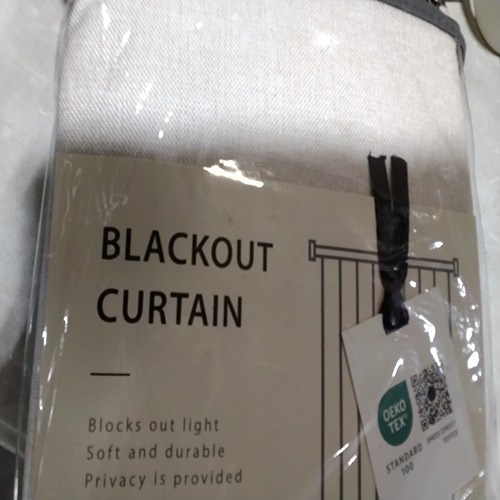 BLACKOUT
CURTAIN
Blocks out light
Soft and durable
Privacy is provided
OEKO
TEX®
STANDARD
100